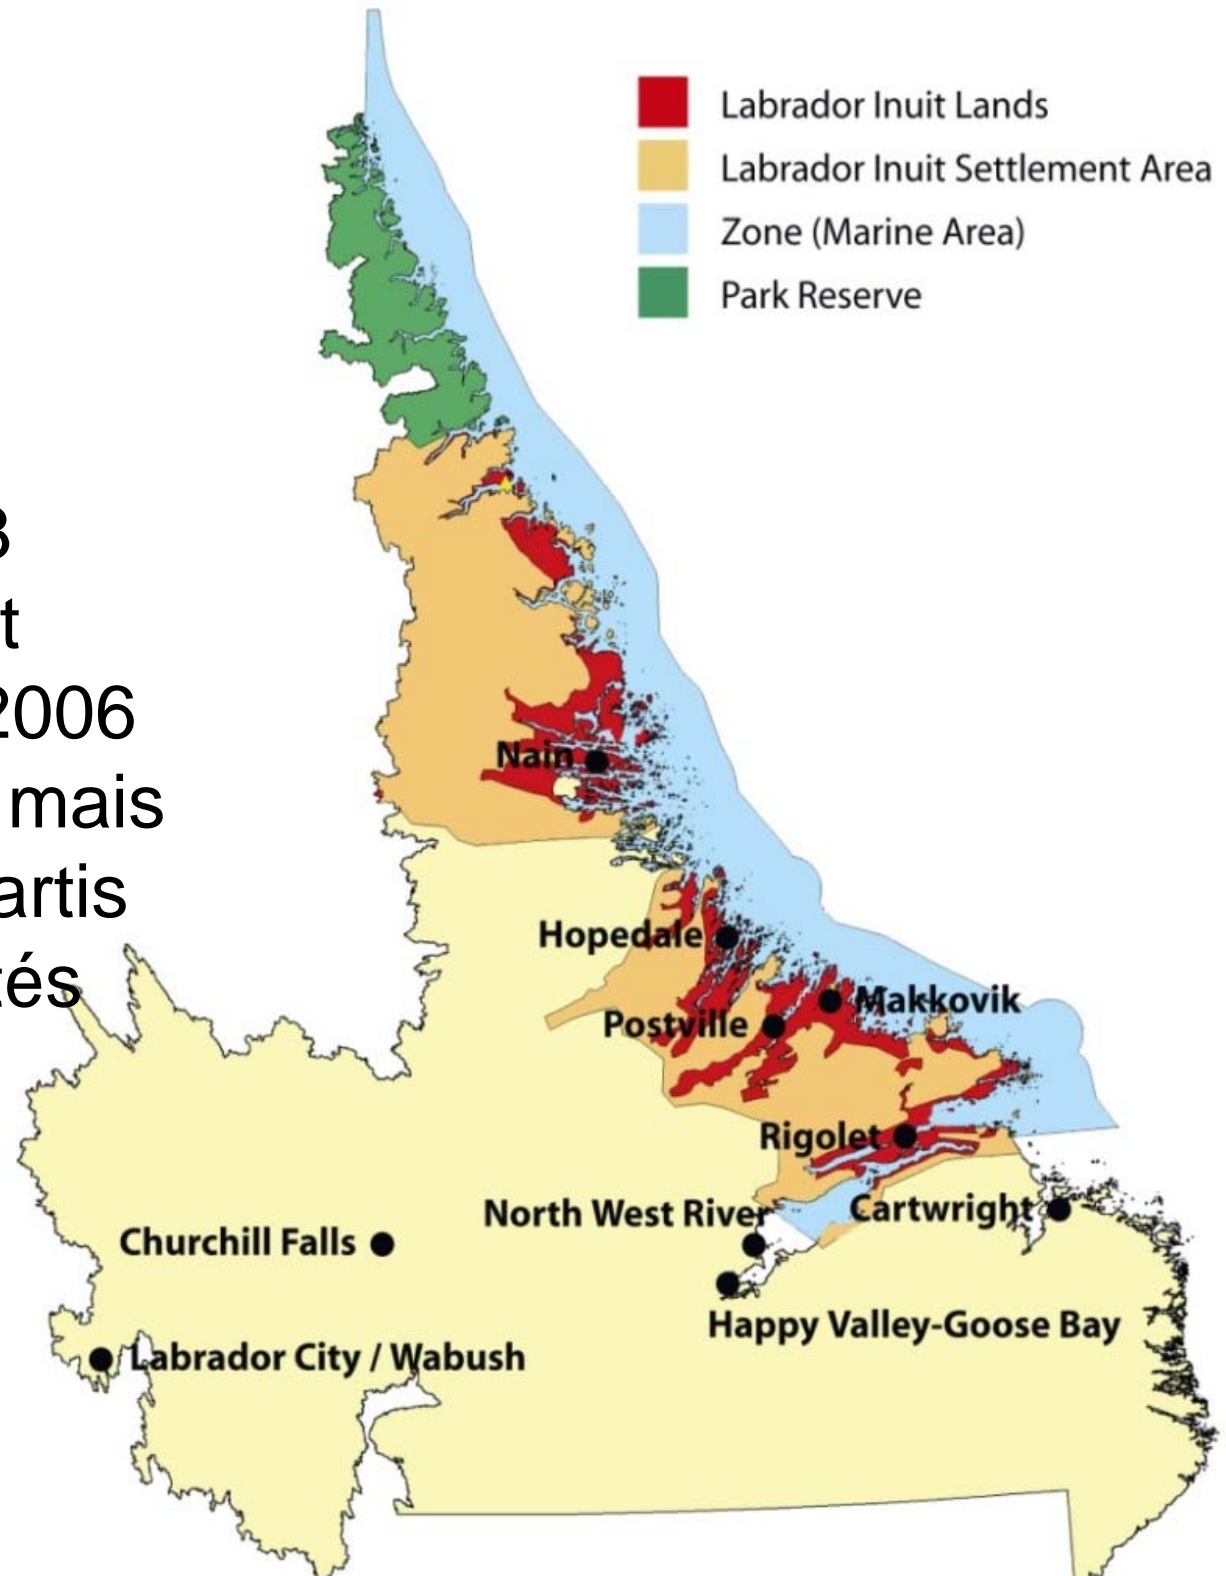 Labrador Inuit Lands
Labrador Inuit Settlement Area
Zone (Marine Area)
Park Reserve
2006
mais
Nain
Hopedale
Makkovik
Postville
Rigolet
North West River
Cartwright
Churchill Falls
Happy Valley-Goose Bay
Labrador City / Wabush